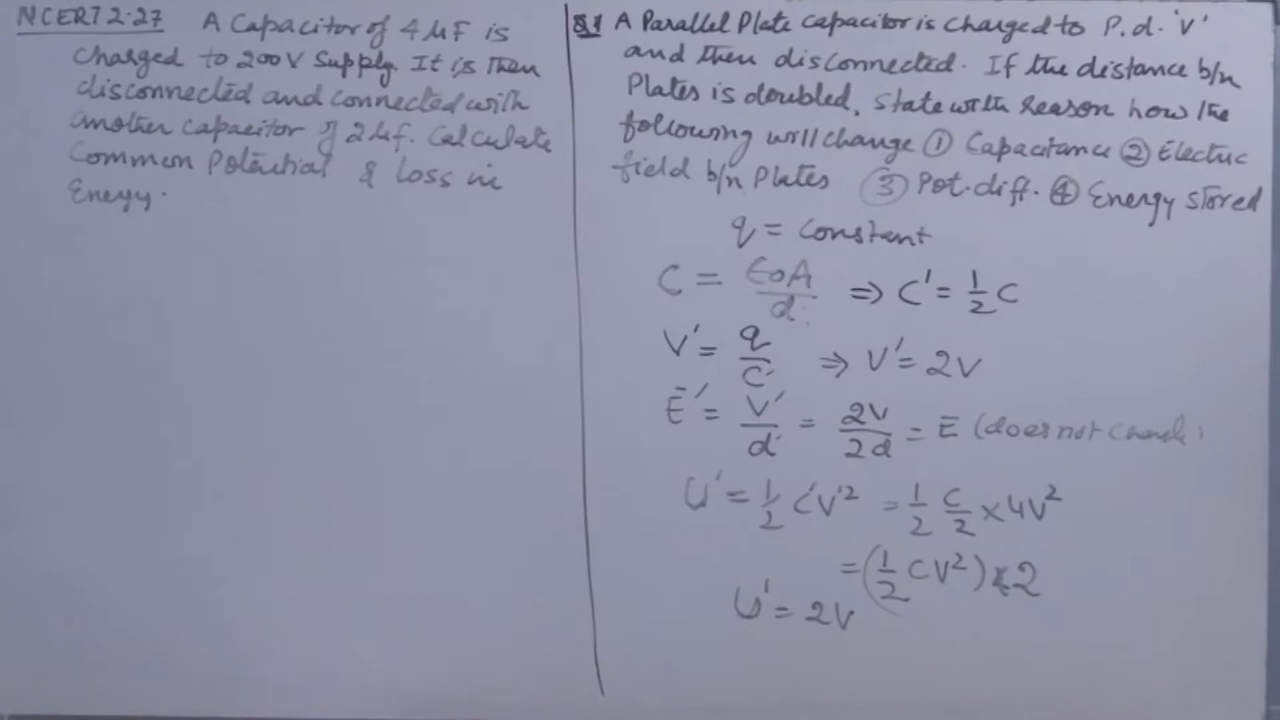 NCERT 2.27 A Capacitor of 4 μF is
charged to 200V Supply. It is Then
disconnected and connected with
another capacitor of 2 μf. Calculate
Common Potential & loss in
Energy.
Q1 A Parallel Plate capacitor is charged to P.d. 'V'
and then disconnected. If the distance b/n
Plates is doubled, state with reason how the
following will change ① Capacitance ② Electric
field b/n Plates ③ Pot. diff. ④ Energy stored
q = constant
C = ε0A/d ⇒ C' = 1/2 C
V' = q/C' ⇒ V' = 2V
E' = V'/d' = 2V/2d = E (does not
U' = 1/2 C'V'² = 1/2 C/2 × 4V²
= (1/2 CV²) × 2
U' = 2V